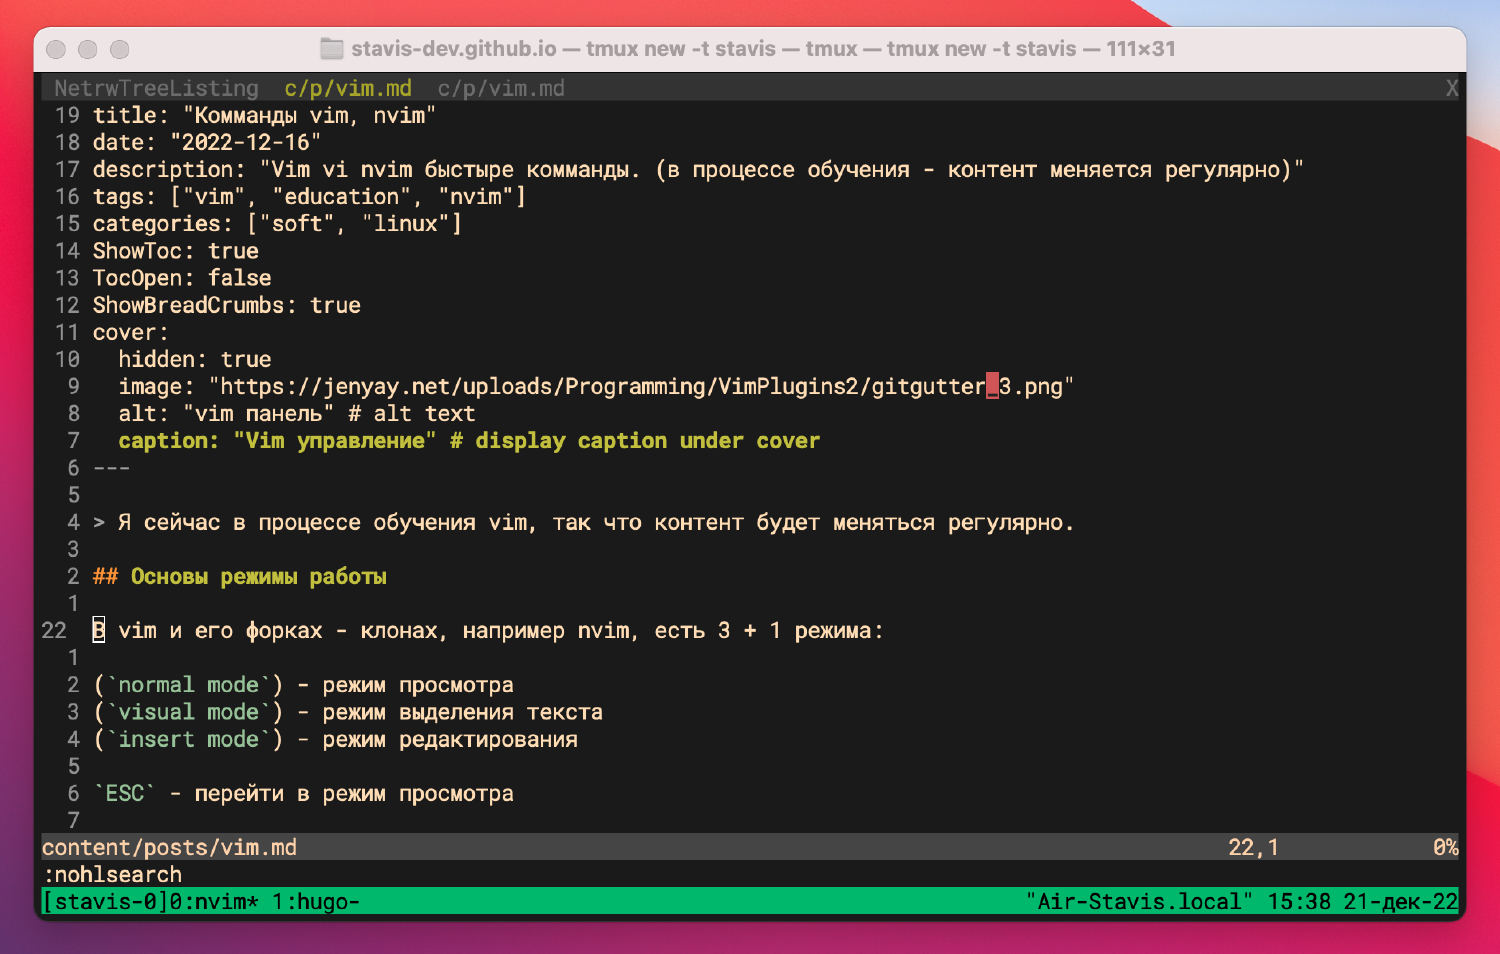 stavis-dev.github.io — tmux new -t stavis — tmux — tmux new -t stavis — 111×31
NetrwTreeListing c/p/vim.md c/p/vim.md X
19 title: "Комманды vim, nvim"
18 date: "2022-12-16"
17 description: "Vim vi nvim быстыре комманды. (в процессе обучения - контент меняется регулярно)"
16 tags: ["vim", "education", "nvim"]
15 categories: ["soft", "linux"]
14 ShowToc: true
13 TocOpen: false
12 ShowBreadCrumbs: true
11 cover:
10   hidden: true
9   image: "https://jenyay.net/uploads/Programming/VimPlugins2/gitgutter_3.png"
8   alt: "vim панель" # alt text
7   caption: "Vim управление" # display caption under cover
6 ---
5
4 > Я сейчас в процессе обучения vim, так что контент будет меняться регулярно.
3
2 ## Основы режимы работы
1
22 В vim и его форках - клонах, например nvim, есть 3 + 1 режима:
1
2 (`normal mode`) - режим просмотра
3 (`visual mode`) - режим выделения текста
4 (`insert mode`) - режим редактирования
5
6 `ESC` - перейти в режим просмотра
7
content/posts/vim.md 22,1 0%
:nohlsearch
[stavis-0]0:nvim* 1:hugo- "Air-Stavis.local" 15:38 21-дек-22